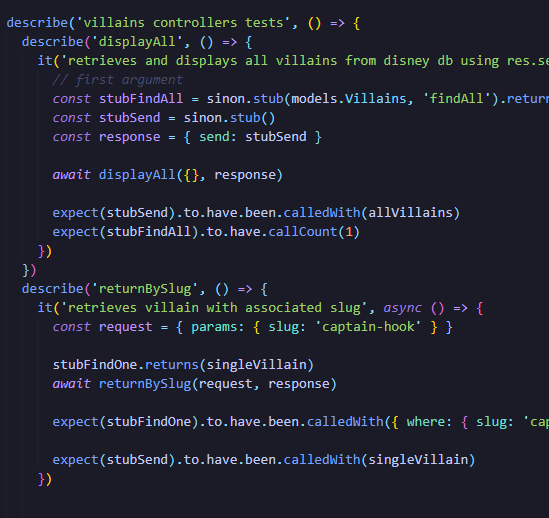 describe('villains controllers tests', () => {
  describe('displayAll', () => {
    it('retrieves and displays all villains from disney db using res.se
      // first argument
      const stubFindAll = sinon.stub(models.Villains, 'findAll').return
      const stubSend = sinon.stub()
      const response = { send: stubSend }

      await displayAll({}, response)

      expect(stubSend).to.have.been.calledWith(allVillains)
      expect(stubFindAll).to.have.callCount(1)
    })
  })
  describe('returnBySlug', () => {
    it('retrieves villain with associated slug', async () => {
      const request = { params: { slug: 'captain-hook' } }

      stubFindOne.returns(singleVillain)
      await returnBySlug(request, response)

      expect(stubFindOne).to.have.been.calledWith({ where: { slug: 'cap

      expect(stubSend).to.have.been.calledWith(singleVillain)
    })